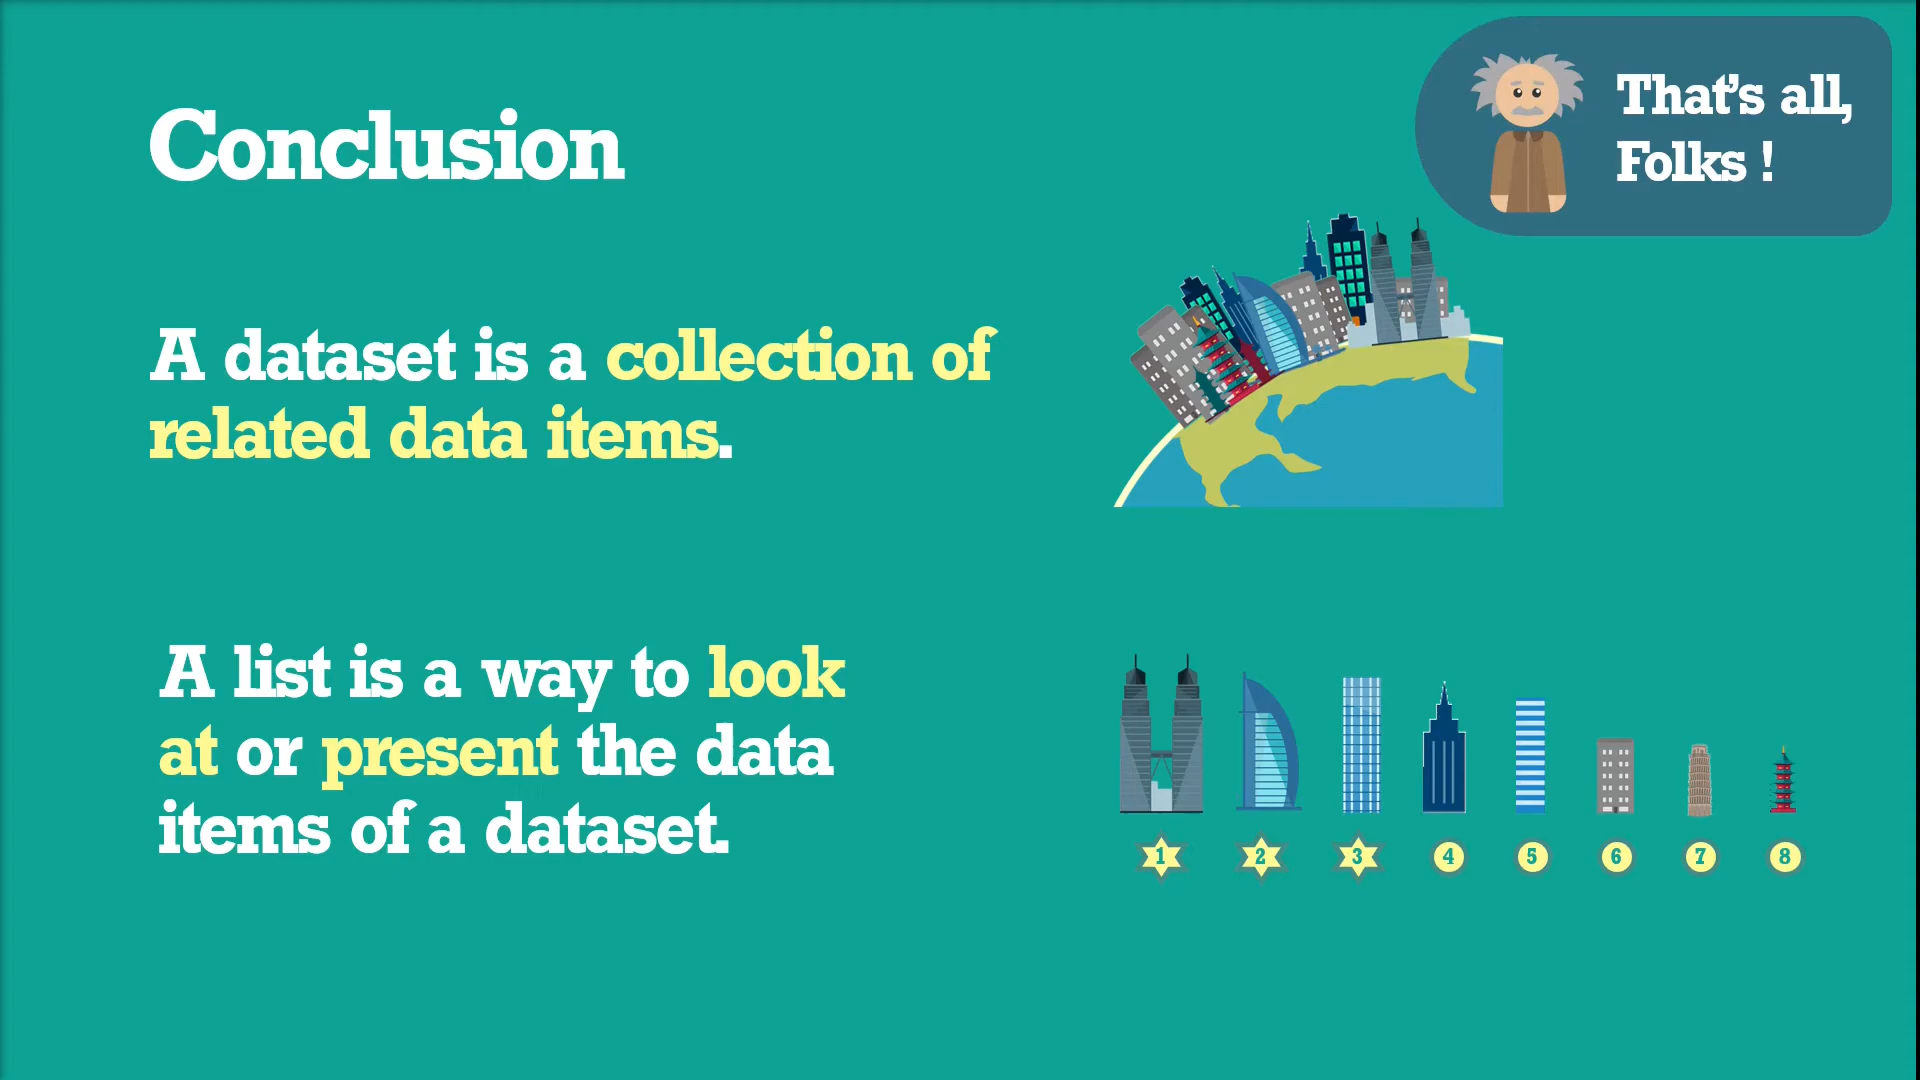 Conclusion
That's all,
Folks !
A dataset is a collection of
related data items.
A list is a way to look
at or present the data
items of a dataset.
1 2 3 4 5 6 7 8